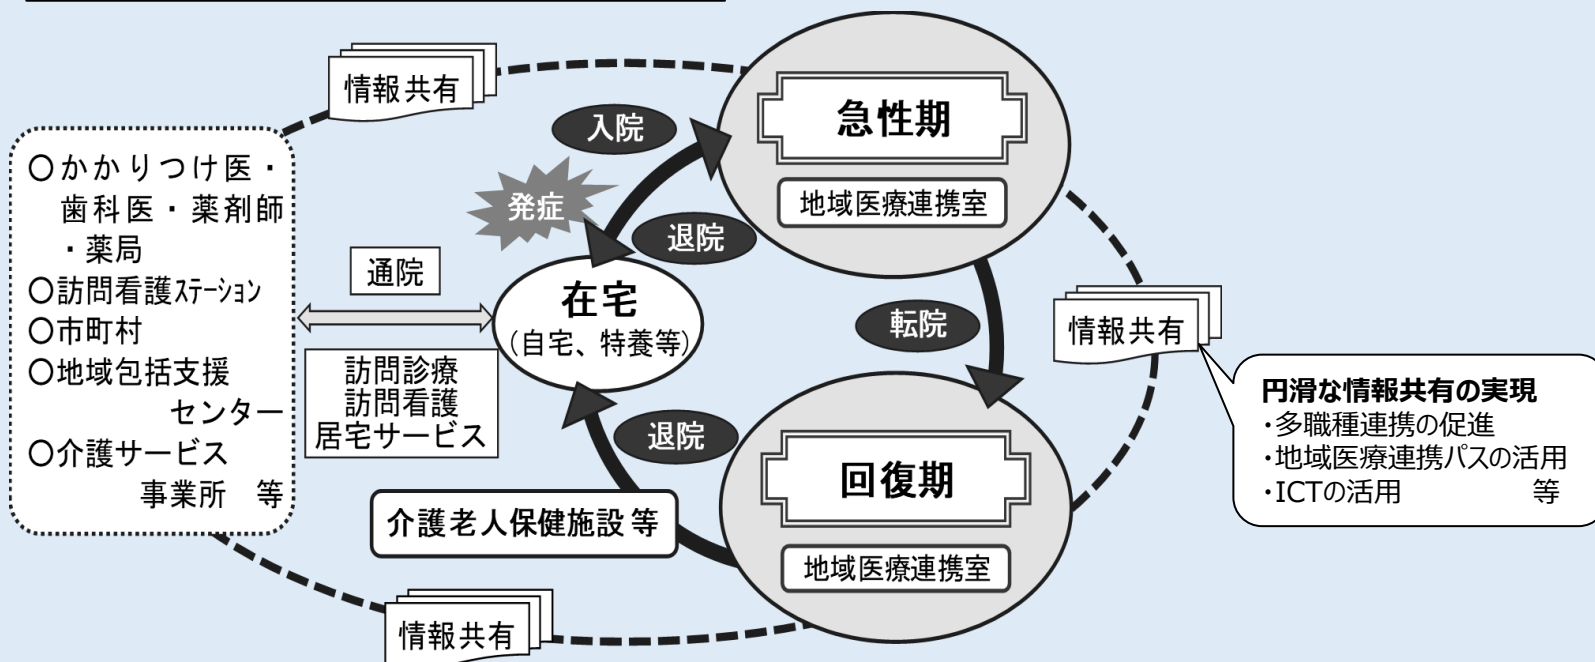 情報共有
急性期
地域医療連携室
入院
発症
退院
〇かかりつけ医・
歯科医・薬剤師
・薬局
〇訪問看護ｽﾃｰｼｮﾝ
〇市町村
〇地域包括支援
センター
〇介護サービス
事業所　等
通院
訪問診療
訪問看護
居宅サービス
在宅
（自宅、特養等）
転院
情報共有
円滑な情報共有の実現
・多職種連携の促進
・地域医療連携パスの活用
・ICTの活用　等
退院
介護老人保健施設等
回復期
地域医療連携室
情報共有